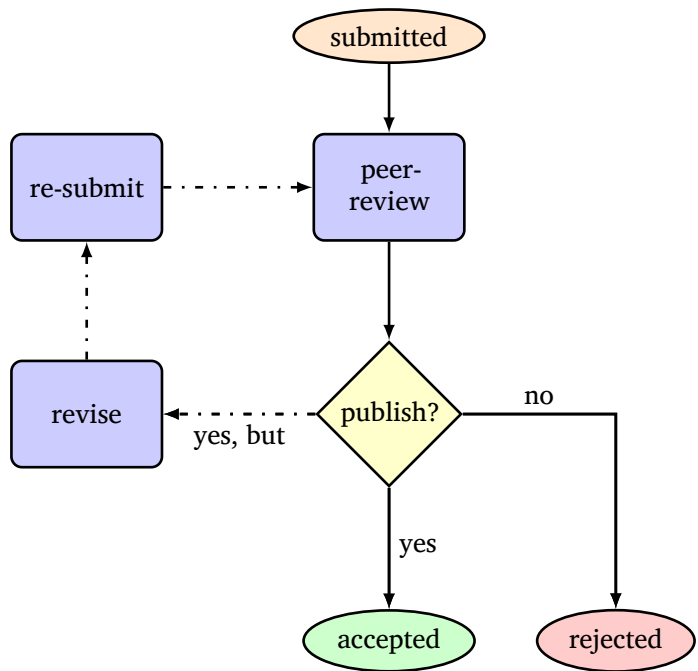 submitted
re-submit
peer-
review
revise
publish?
no
yes, but
yes
accepted
rejected